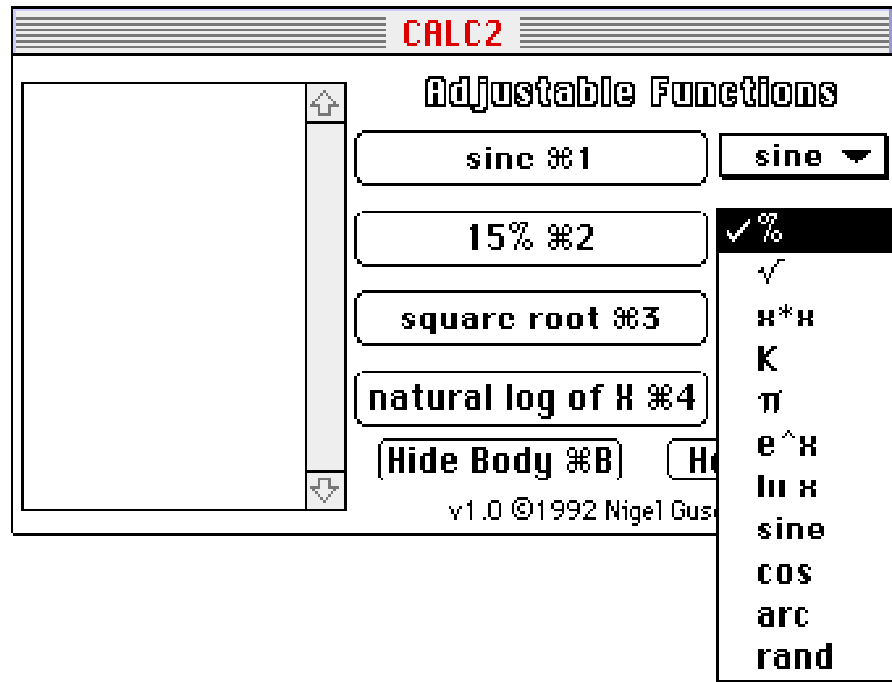 CALC2
Adjustable Functions
sine ⌘1
sine
15% ⌘2
✓%
√
square root ⌘3
x*x
K
natural log of X ⌘4
π
e^x
Hide Body ⌘B
ln x
v1.0 ©1992 Nigel
sine
cos
arc
rand